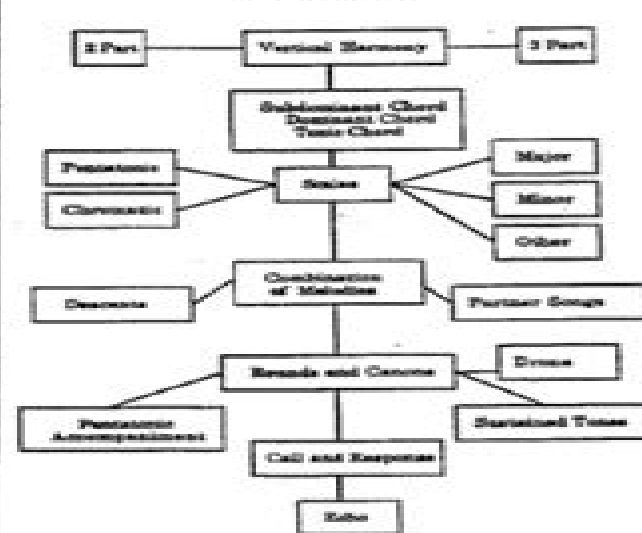 2 Part
Vertical Harmony
3 Part
Subdominant Chord
Dominant Chord
Tonic Chord
Pentatonic
Chromatic
Scales
Major
Minor
Other
Combination
of Melodies
Descants
Partner Songs
Rounds and Canons
Drone
Pentatonic
Accompaniment
Sustained Tones
Call and Response
Echo